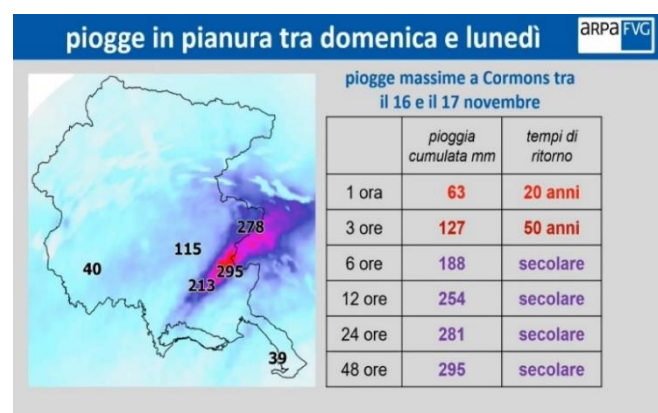 piogge in pianura tra domenica e lunedì
arpa FVG
piogge massime a Cormons tra
il 16 e il 17 novembre
pioggia cumulata mm
tempi di ritorno
1 ora 63 20 anni
3 ore 127 50 anni
6 ore 188 secolare
12 ore 254 secolare
24 ore 281 secolare
48 ore 295 secolare
278
115
295
40
213
39